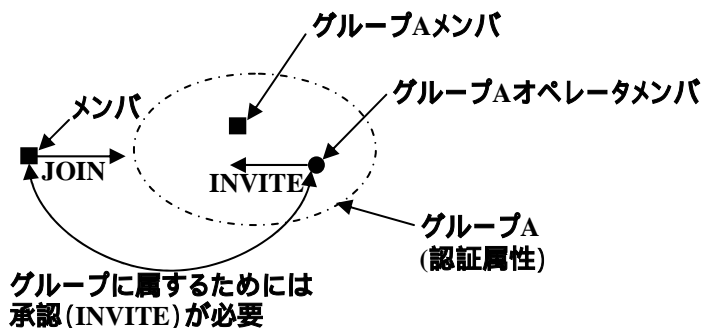 グループAメンバ
グループAオペレータメンバ
メンバ
JOIN
INVITE
グループA
(認証属性)
グループに属するためには
承認(INVITE)が必要